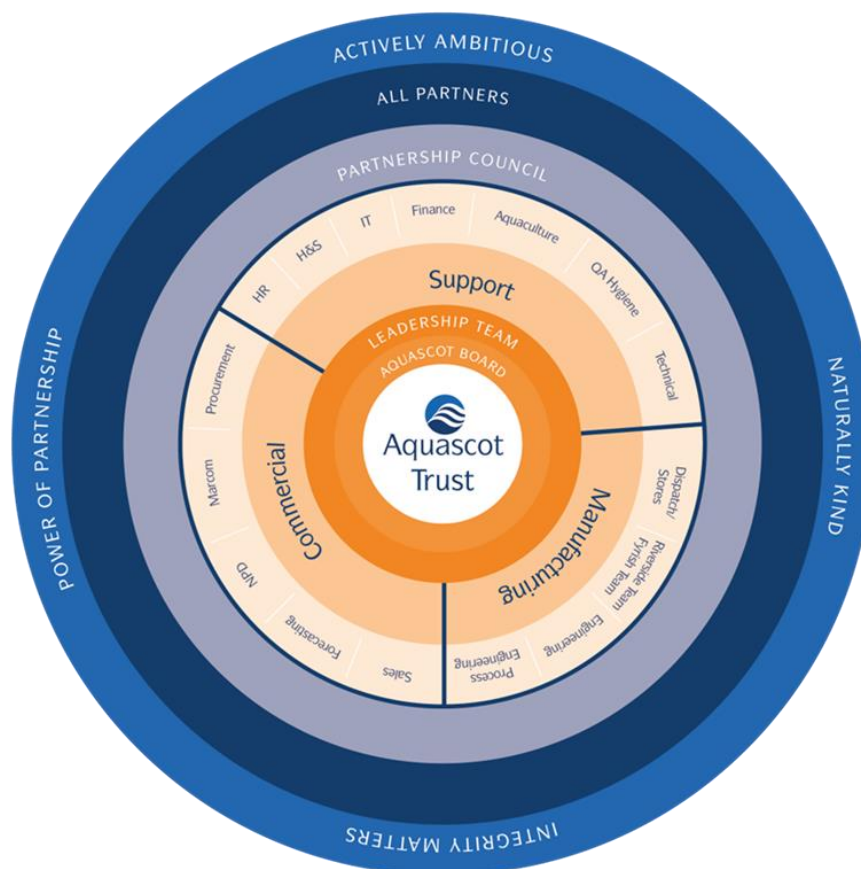 ACTIVELY AMBITIOUS
ALL PARTNERS
PARTNERSHIP COUNCIL
HR
H&S
IT
Finance
Aquaculture
QA Hygiene
Technical
Support
LEADERSHIP TEAM
AQUASCOT BOARD
Aquascot
Trust
Procurement
Marcom
NPD
Forecasting
Sales
Commercial
Manufacturing
Dispatch/
Stores
Riverside Team
Fyrish Team
Engineering
Process
Engineering
POWER OF PARTNERSHIP
NATURALLY KIND
INTEGRITY MATTERS